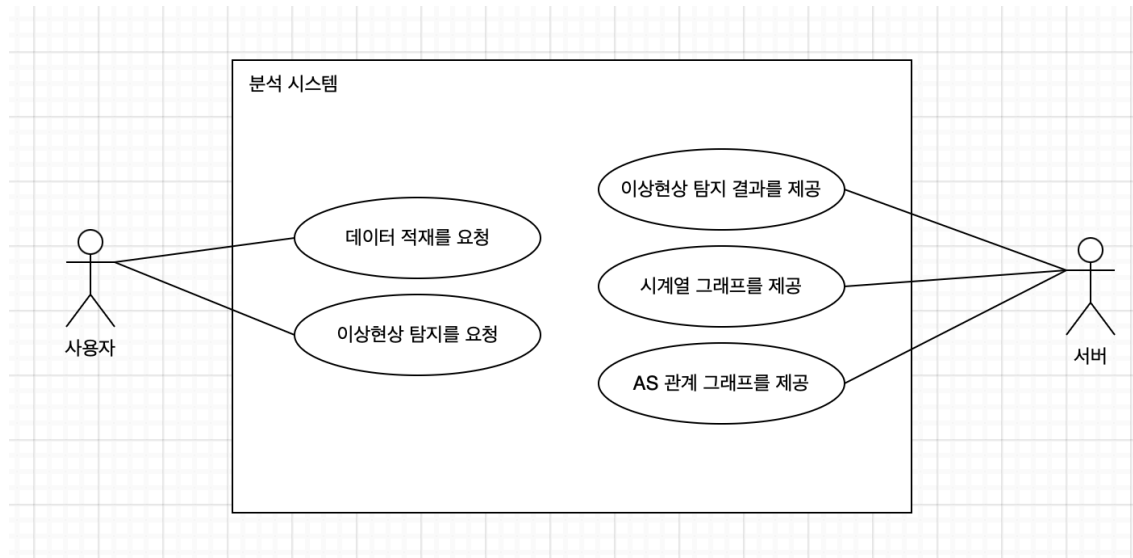 분석 시스템
이상현상 탐지 결과를 제공
데이터 적재를 요청
시계열 그래프를 제공
이상현상 탐지를 요청
사용자
서버
AS 관계 그래프를 제공